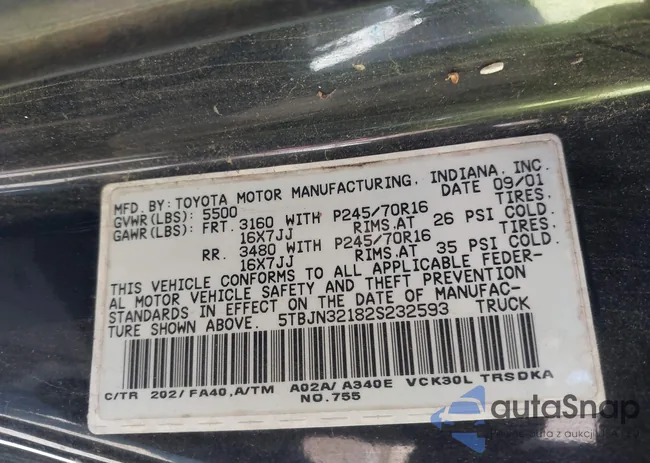 MFD. BY: TOYOTA MOTOR MANUFACTURING, INDIANA, INC.
GVWR(LBS): 5500 DATE 09/01
GAWR(LBS): FRT. 3160 WITH P245/70R16 TIRES,
16X7JJ RIMS,AT 26 PSI COLD.
RR. 3480 WITH P245/70R16 TIRES,
16X7JJ RIMS,AT 35 PSI COLD.
THIS VEHICLE CONFORMS TO ALL APPLICABLE FEDER-
AL MOTOR VEHICLE SAFETY AND THEFT PREVENTION
STANDARDS IN EFFECT ON THE DATE OF MANUFAC-
TURE SHOWN ABOVE. 5TBJN32182S232593 TRUCK
C/TR 202/FA40,A/TM A02A/A340E VCK30L TRSDKA
NO.755
autaSnap
auta z aukcji